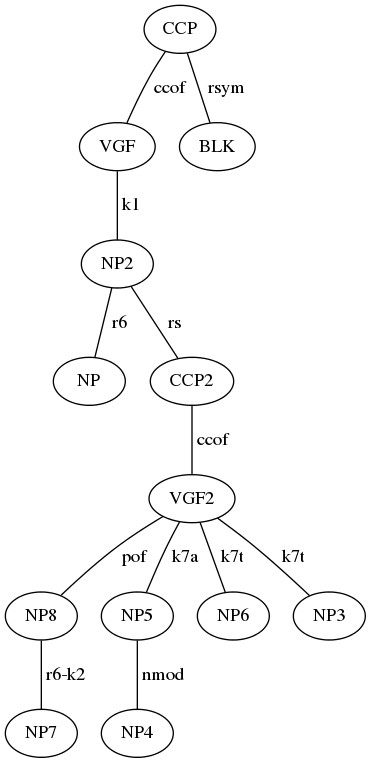 CCP
ccof rsym
VGF BLK
k1
NP2
r6 rs
NP CCP2
ccof
VGF2
pof k7a k7t k7t
NP8 NP5 NP6 NP3
r6-k2 nmod
NP7 NP4